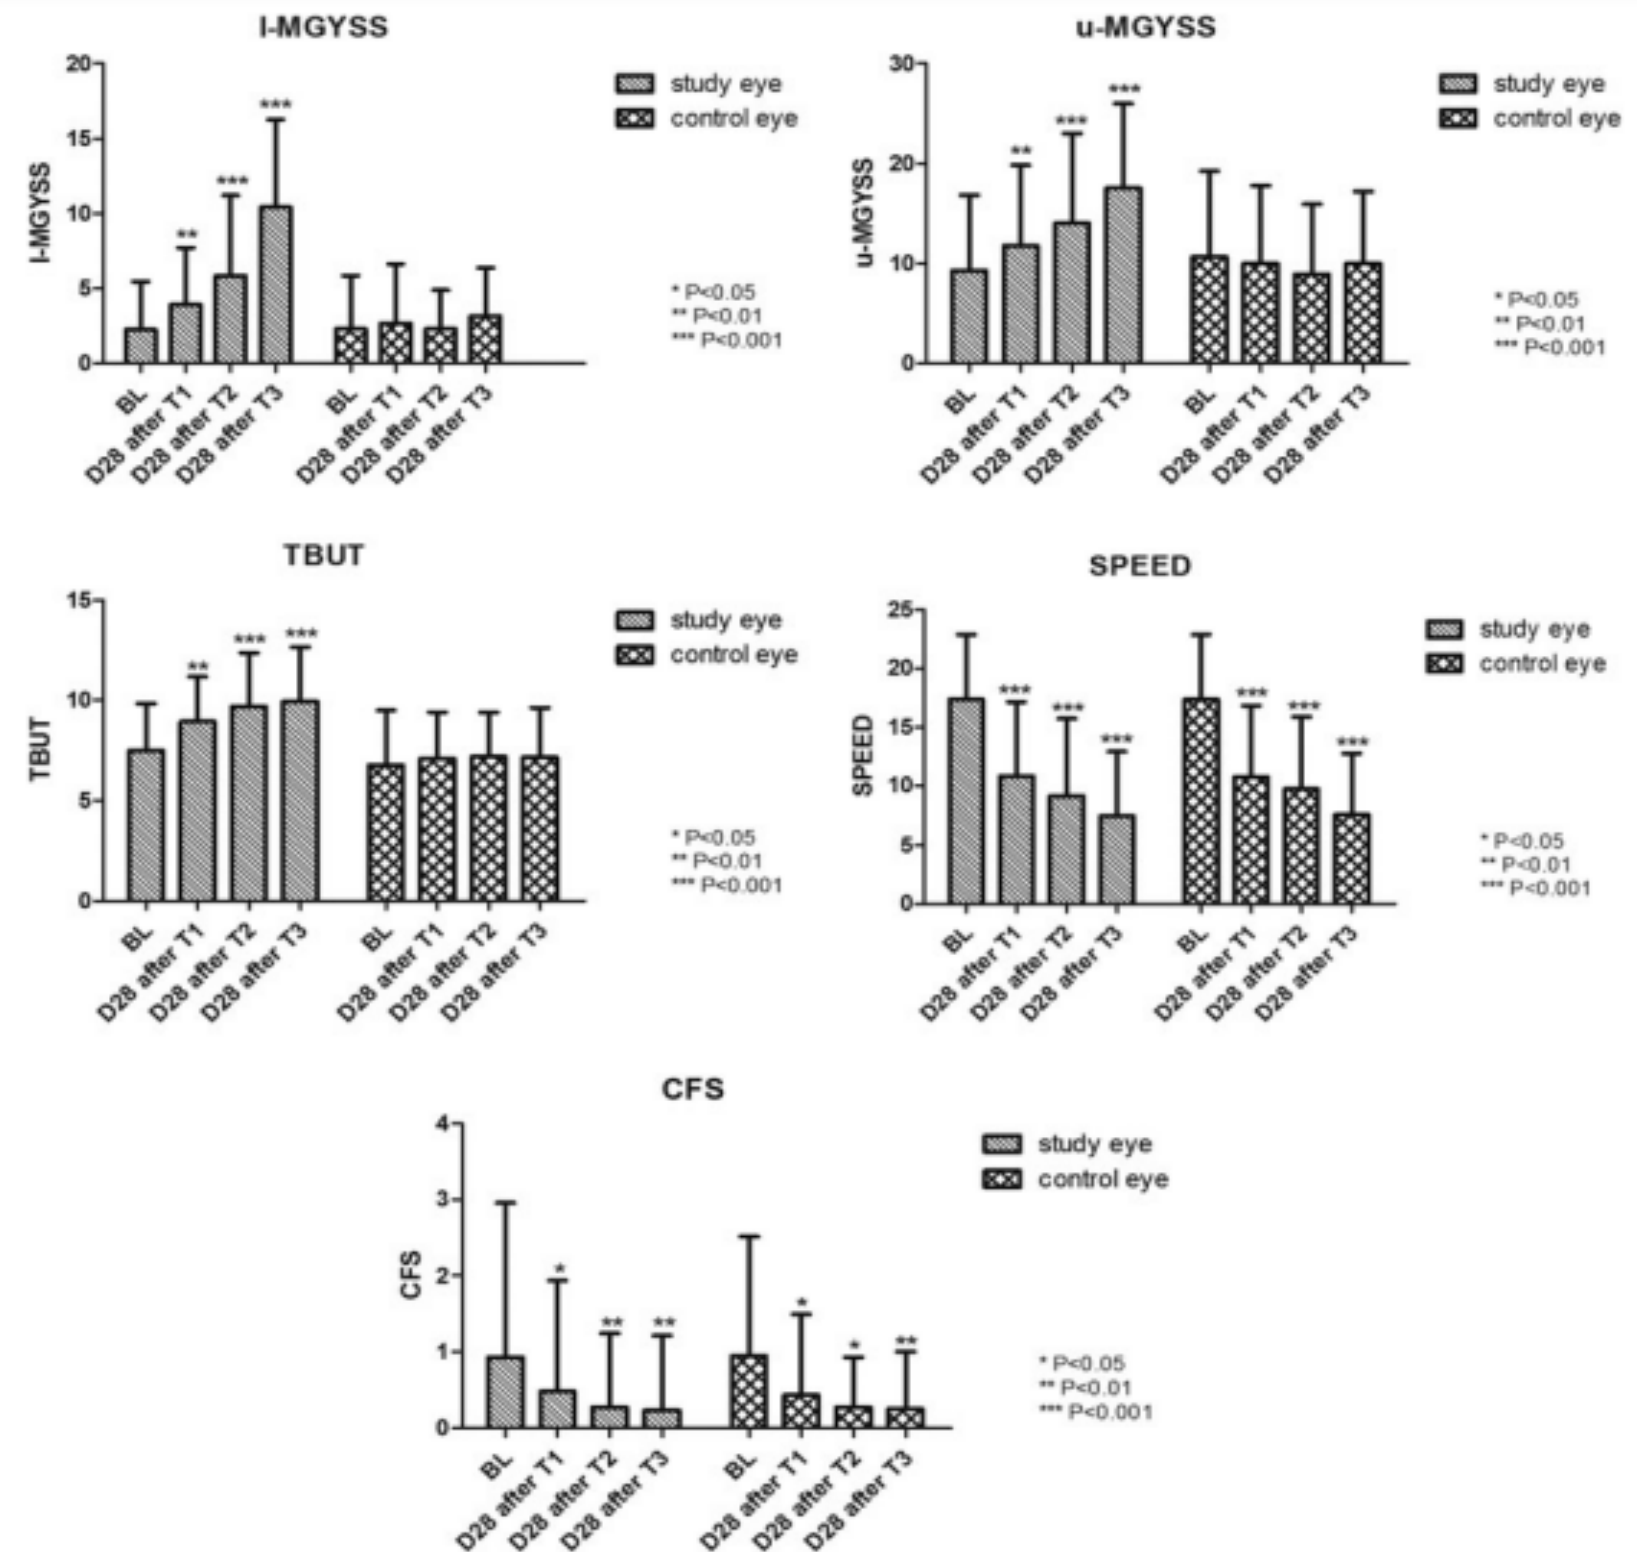 l-MGYSS
20
15
10
5
0
l-MGYSS
**
***
***
study eye
control eye
* P<0.05
** P<0.01
*** P<0.001
BL
D28 after T1
D28 after T2
D28 after T3
BL
D28 after T1
D28 after T2
D28 after T3
u-MGYSS
30
20
10
0
u-MGYSS
**
***
***
study eye
control eye
* P<0.05
** P<0.01
*** P<0.001
BL
D28 after T1
D28 after T2
D28 after T3
BL
D28 after T1
D28 after T2
D28 after T3
TBUT
15
10
5
0
TBUT
**
***
***
study eye
control eye
* P<0.05
** P<0.01
*** P<0.001
BL
D28 after T1
D28 after T2
D28 after T3
BL
D28 after T1
D28 after T2
D28 after T3
SPEED
25
20
15
10
5
0
SPEED
***
***
***
***
***
***
study eye
control eye
* P<0.05
** P<0.01
*** P<0.001
BL
D28 after T1
D28 after T2
D28 after T3
BL
D28 after T1
D28 after T2
D28 after T3
CFS
4
3
2
1
0
CFS
*
**
**
*
*
**
study eye
control eye
* P<0.05
** P<0.01
*** P<0.001
BL
D28 after T1
D28 after T2
D28 after T3
BL
D28 after T1
D28 after T2
D28 after T3